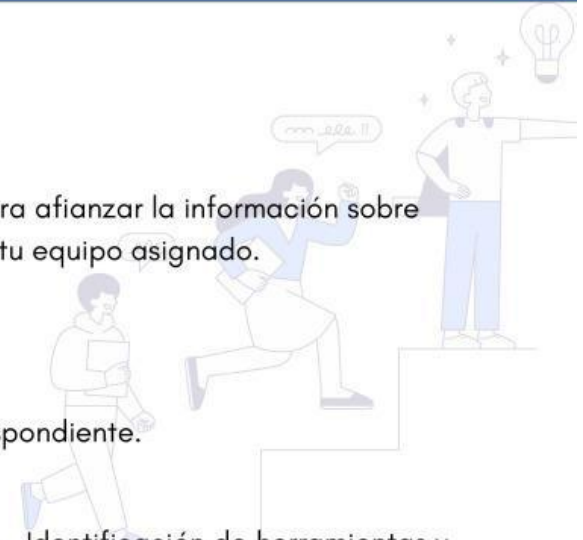 ra afianzar la información sobre
tu equipo asignado.
pondiente.
Identificación de herramientas y